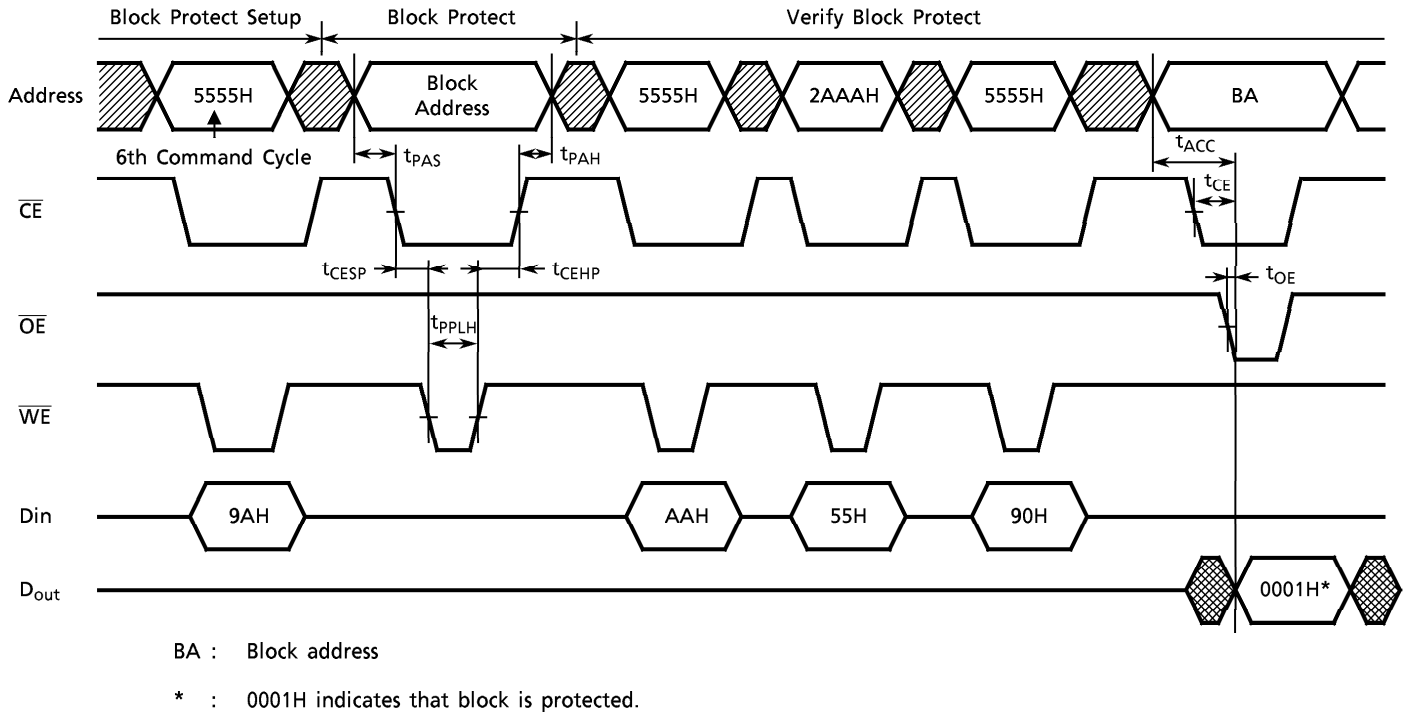 Block Protect Setup Block Protect Verify Block Protect
Address 5555H Block Address 5555H 2AAAH 5555H BA
6th Command Cycle tPAS tPAH tACC
CE tCE
tCESP tCEHP tOE
OE tPPLH
WE
Din 9AH AAH 55H 90H
Dout 0001H*
BA : Block address
* : 0001H indicates that block is protected.